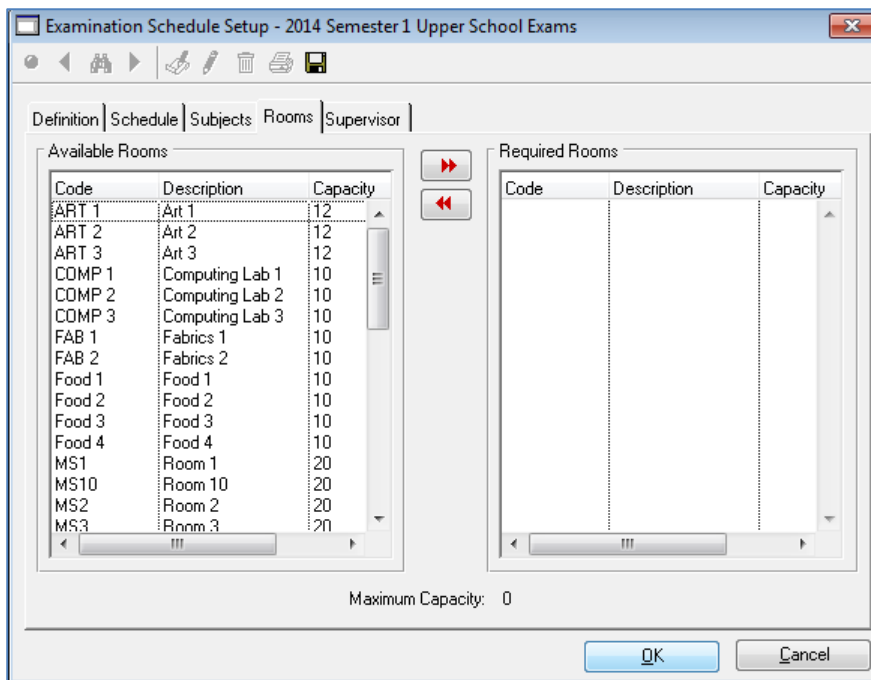 Examination Schedule Setup - 2014 Semester 1 Upper School Exams
Definition Schedule Subjects Rooms Supervisor
Available Rooms
Code Description Capacity
ART 1 Art 1 12
ART 2 Art 2 12
ART 3 Art 3 12
COMP 1 Computing Lab 1 10
COMP 2 Computing Lab 2 10
COMP 3 Computing Lab 3 10
FAB 1 Fabrics 1 10
FAB 2 Fabrics 2 10
Food 1 Food 1 10
Food 2 Food 2 10
Food 3 Food 3 10
Food 4 Food 4 10
MS1 Room 1 20
MS10 Room 10 20
MS2 Room 2 20
MS3 Room 3 20
Required Rooms
Code Description Capacity
Maximum Capacity: 0
OK Cancel